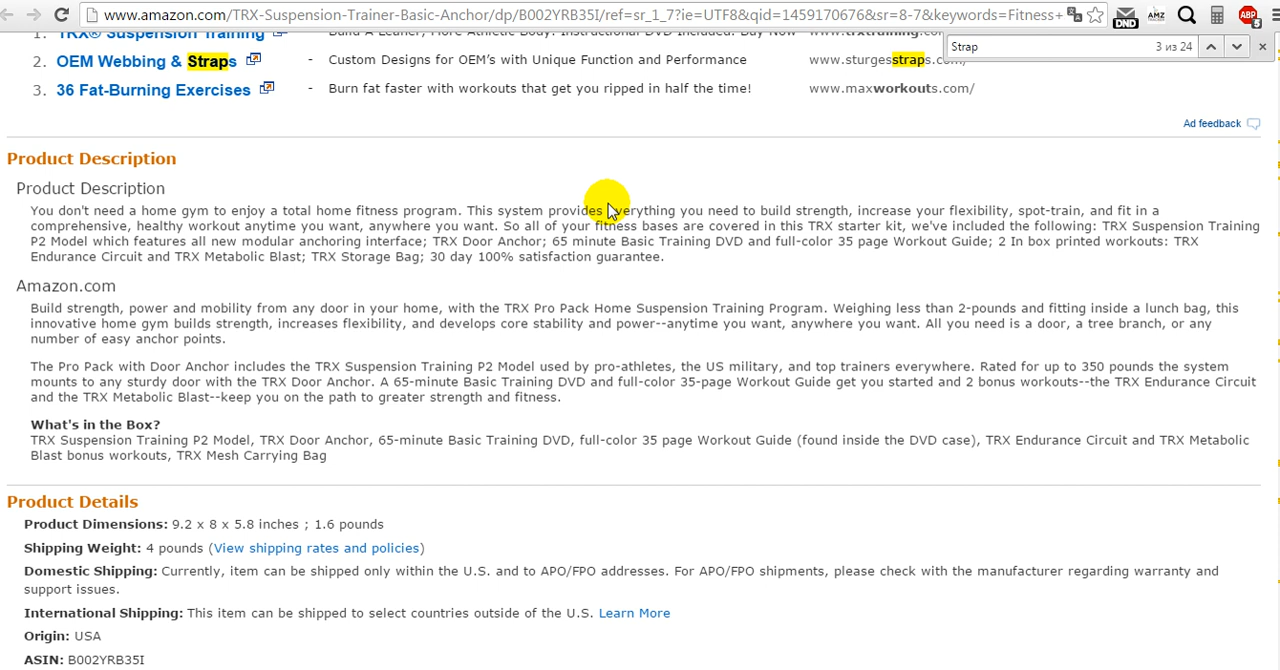 www.amazon.com/TRX-Suspension-Trainer-Basic-Anchor/dp/B002YRB35I/ref=sr_1_7?ie=UTF8&qid=1459170676&sr=8-7&keywords=Fitness+
DND
AMZ
ABP
5
Strap
3 из 24
1. TRX® Suspension Training - Build A Leaner, More Athletic Body! Instructional DVD Included. Buy Now www.trxtraining.com
2. OEM Webbing & Straps - Custom Designs for OEM's with Unique Function and Performance www.sturgesstraps.com/
3. 36 Fat-Burning Exercises - Burn fat faster with workouts that get you ripped in half the time! www.maxworkouts.com/
Ad feedback
Product Description
Product Description
You don't need a home gym to enjoy a total home fitness program. This system provides everything you need to build strength, increase your flexibility, spot-train, and fit in a
comprehensive, healthy workout anytime you want, anywhere you want. So all of your fitness bases are covered in this TRX starter kit, we've included the following: TRX Suspension Training
P2 Model which features all new modular anchoring interface; TRX Door Anchor; 65 minute Basic Training DVD and full-color 35 page Workout Guide; 2 In box printed workouts: TRX
Endurance Circuit and TRX Metabolic Blast; TRX Storage Bag; 30 day 100% satisfaction guarantee.
Amazon.com
Build strength, power and mobility from any door in your home, with the TRX Pro Pack Home Suspension Training Program. Weighing less than 2-pounds and fitting inside a lunch bag, this
innovative home gym builds strength, increases flexibility, and develops core stability and power--anytime you want, anywhere you want. All you need is a door, a tree branch, or any
number of easy anchor points.
The Pro Pack with Door Anchor includes the TRX Suspension Training P2 Model used by pro-athletes, the US military, and top trainers everywhere. Rated for up to 350 pounds the system
mounts to any sturdy door with the TRX Door Anchor. A 65-minute Basic Training DVD and full-color 35-page Workout Guide get you started and 2 bonus workouts--the TRX Endurance Circuit
and the TRX Metabolic Blast--keep you on the path to greater strength and fitness.
What's in the Box?
TRX Suspension Training P2 Model, TRX Door Anchor, 65-minute Basic Training DVD, full-color 35 page Workout Guide (found inside the DVD case), TRX Endurance Circuit and TRX Metabolic
Blast bonus workouts, TRX Mesh Carrying Bag
Product Details
Product Dimensions: 9.2 x 8 x 5.8 inches ; 1.6 pounds
Shipping Weight: 4 pounds (View shipping rates and policies)
Domestic Shipping: Currently, item can be shipped only within the U.S. and to APO/FPO addresses. For APO/FPO shipments, please check with the manufacturer regarding warranty and
support issues.
International Shipping: This item can be shipped to select countries outside of the U.S. Learn More
Origin: USA
ASIN: B002YRB35I